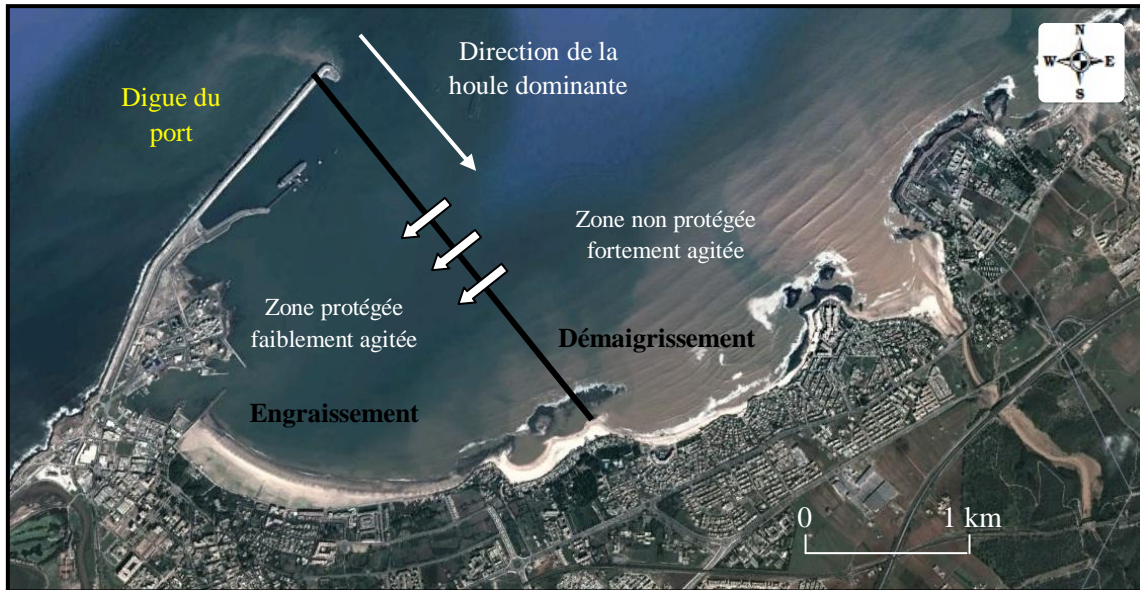 Direction de la
houle dominante
Digue du
port
N
W E
S
Zone non protégée
fortement agitée
Zone protégée
faiblement agitée
Démaigrissement
Engraissement
0 1 km